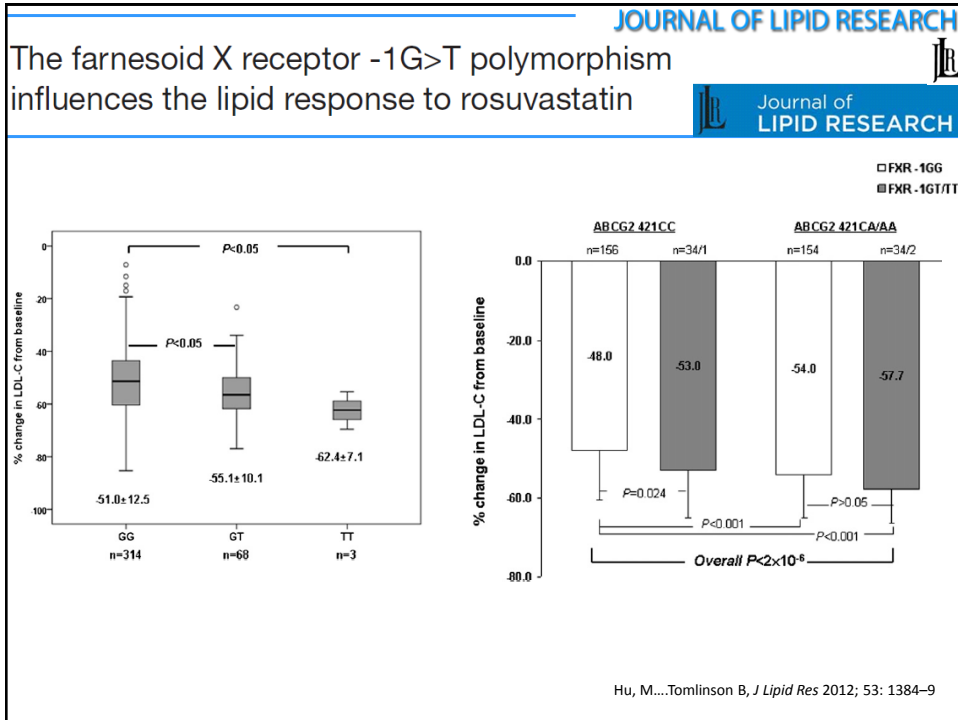 JOURNAL OF LIPID RESEARCH
The farnesoid X receptor -1G>T polymorphism
influences the lipid response to rosuvastatin
JLR
JLR Journal of
LIPID RESEARCH
% change in LDL-C from baseline
0
-20
-40
-60
-80
-100
P<0.05
P<0.05
-51.0±12.5
-55.1±10.1
-62.4±7.1
GG
GT
TT
n=314
n=68
n=3
FXR -1GG
FXR -1GT/TT
ABCG2 421CC
ABCG2 421CA/AA
n=156
n=34/1
n=154
n=34/2
% change in LDL-C from baseline
0.0
-20.0
-40.0
-60.0
-80.0
-48.0
-53.0
-54.0
-57.7
P=0.024
P>0.05
P<0.001
P<0.001
Overall P<2×10-6
Hu, M....Tomlinson B, J Lipid Res 2012; 53: 1384–9